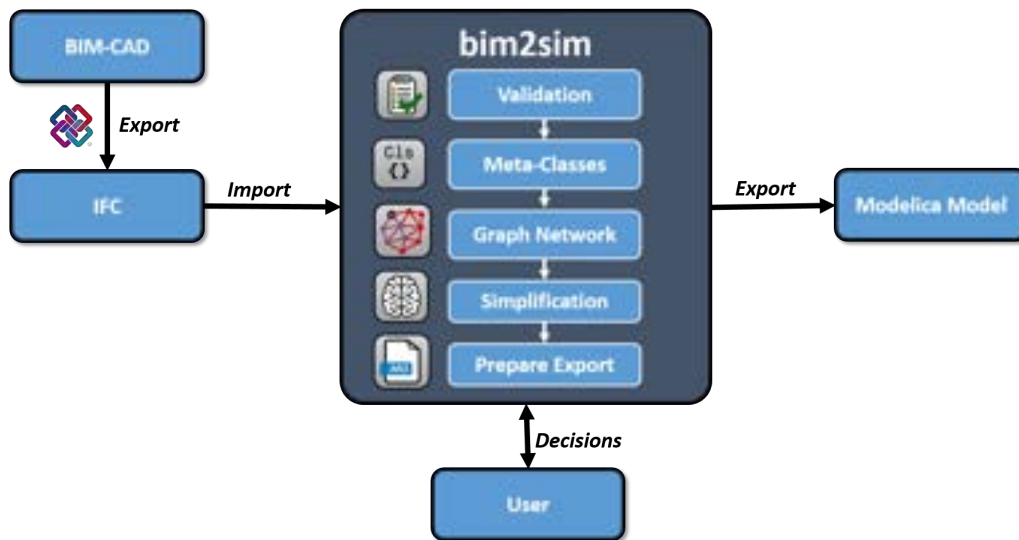 BIM-CAD
Export
IFC
Import
bim2sim
Validation
Cls
{}
Meta-Classes
Graph Network
Simplification
Prepare Export
Export
Modelica Model
Decisions
User